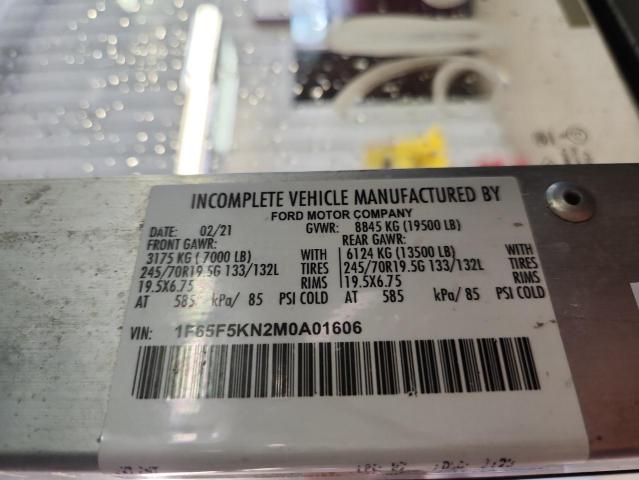 INCOMPLETE VEHICLE MANUFACTURED BY
FORD MOTOR COMPANY
DATE: 02/21 GVWR: 8845 KG (19500 LB)
FRONT GAWR: REAR GAWR:
3175 KG ( 7000 LB) WITH 6124 KG (13500 LB) WITH
245/70R19.5G 133/132L TIRES 245/70R19.5G 133/132L TIRES
19.5X6.75 RIMS 19.5X6.75 RIMS
AT 585 kPa/ 85 PSI COLD AT 585 kPa/ 85 PSI COLD
VIN: 1F65F5KN2M0A01606